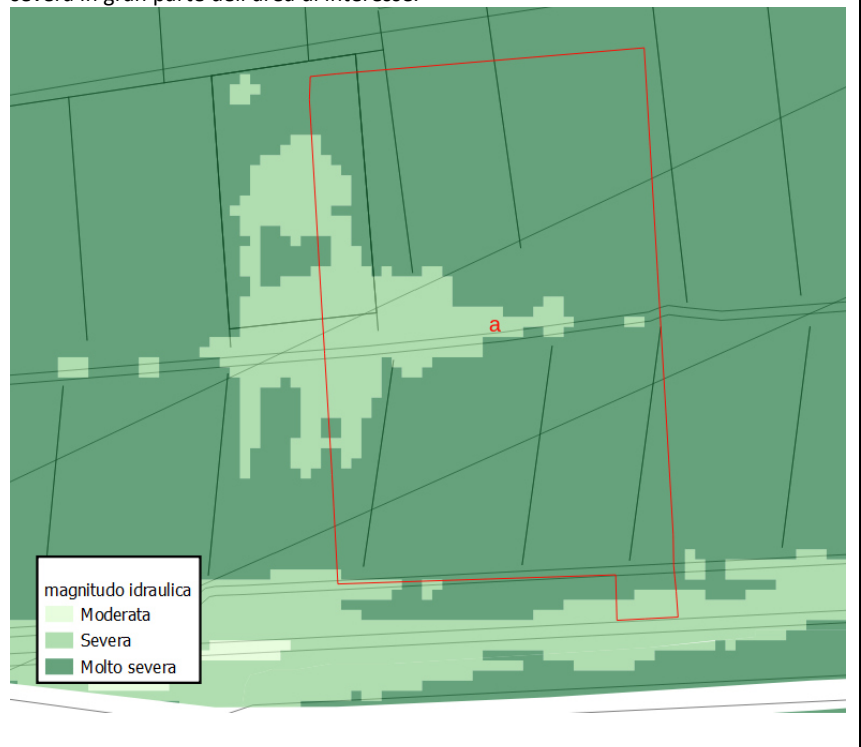 severa in gran parte dell'area di interesse.
a
magnitudo idraulica
Moderata
Severa
Molto severa